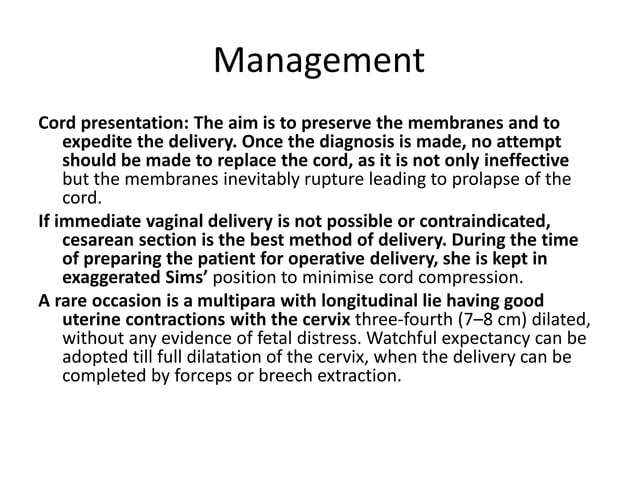 Management
Cord presentation: The aim is to preserve the membranes and to
expedite the delivery. Once the diagnosis is made, no attempt
should be made to replace the cord, as it is not only ineffective
but the membranes inevitably rupture leading to prolapse of the
cord.
If immediate vaginal delivery is not possible or contraindicated,
cesarean section is the best method of delivery. During the time
of preparing the patient for operative delivery, she is kept in
exaggerated Sims’ position to minimise cord compression.
A rare occasion is a multipara with longitudinal lie having good
uterine contractions with the cervix three-fourth (7–8 cm) dilated,
without any evidence of fetal distress. Watchful expectancy can be
adopted till full dilatation of the cervix, when the delivery can be
completed by forceps or breech extraction.